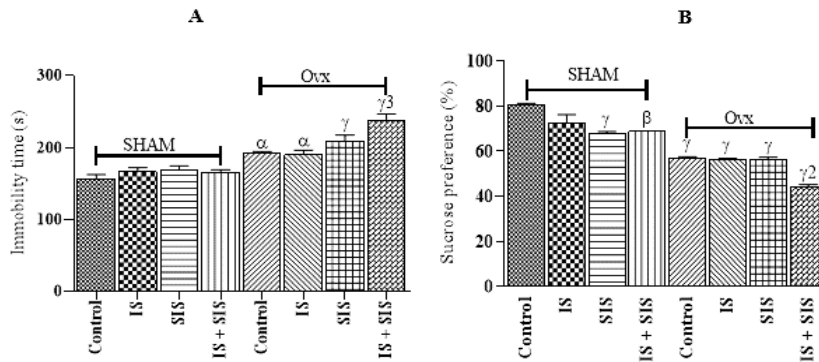 A
Immobility time (s)
300
200
100
0
SHAM
Ovx
α
α
γ
γ3
Control
IS
SIS
IS + SIS
Control
IS
SIS
IS + SIS
B
Sucrose preference (%)
100
80
60
40
20
0
SHAM
Ovx
γ
β
γ
γ
γ
γ2
Control
IS
SIS
IS + SIS
Control
IS
SIS
IS + SIS